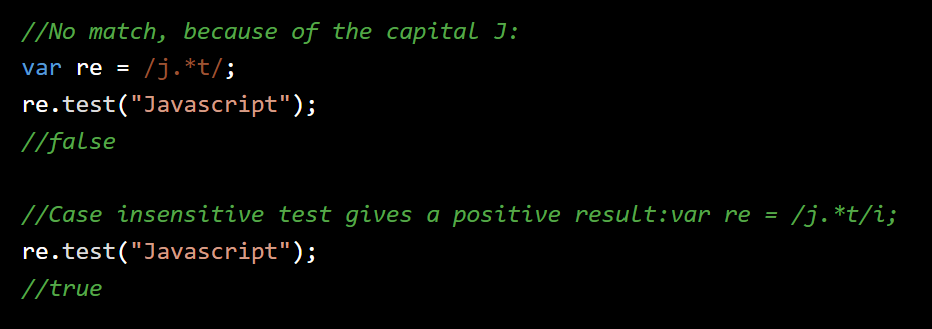 //No match, because of the capital J:
var re = /j.*t/;
re.test("Javascript");
//false
//Case insensitive test gives a positive result:var re = /j.*t/i;
re.test("Javascript");
//true